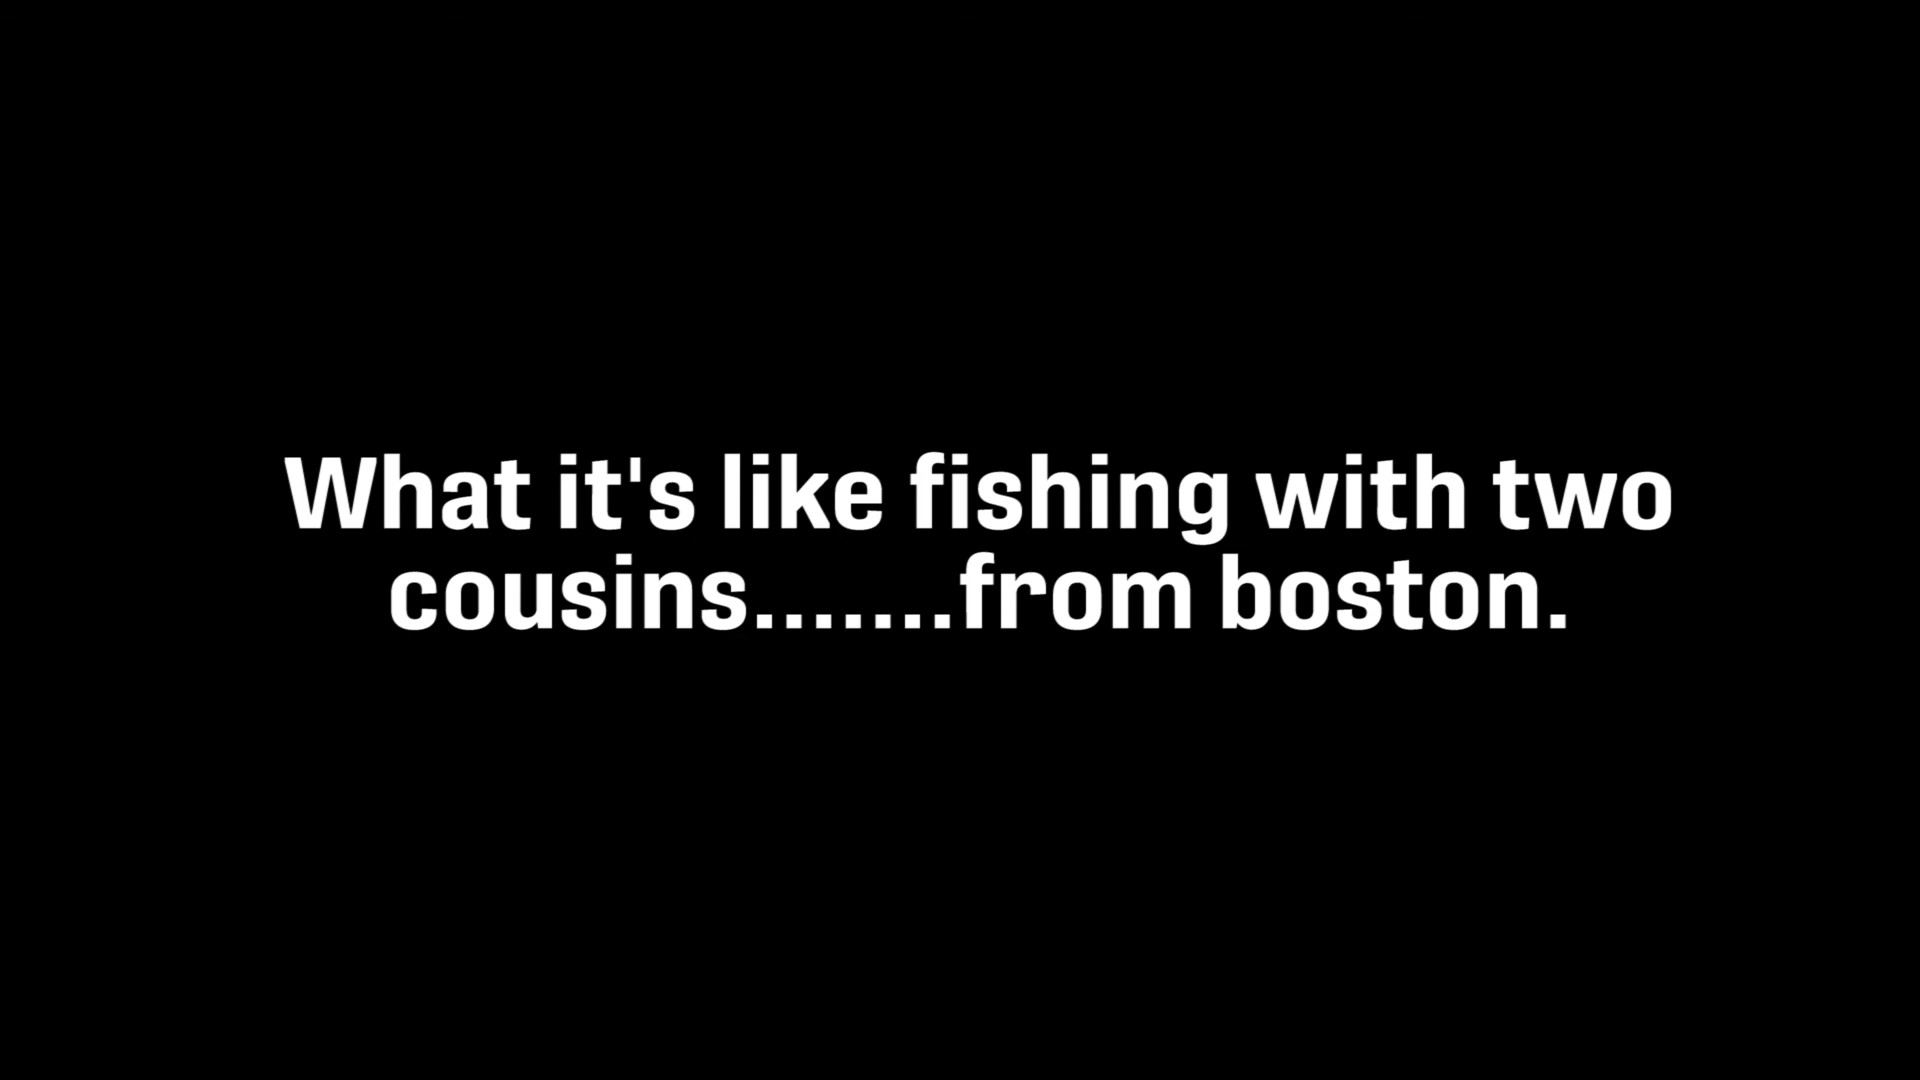 What it's like fishing with two
cousins.......from boston.